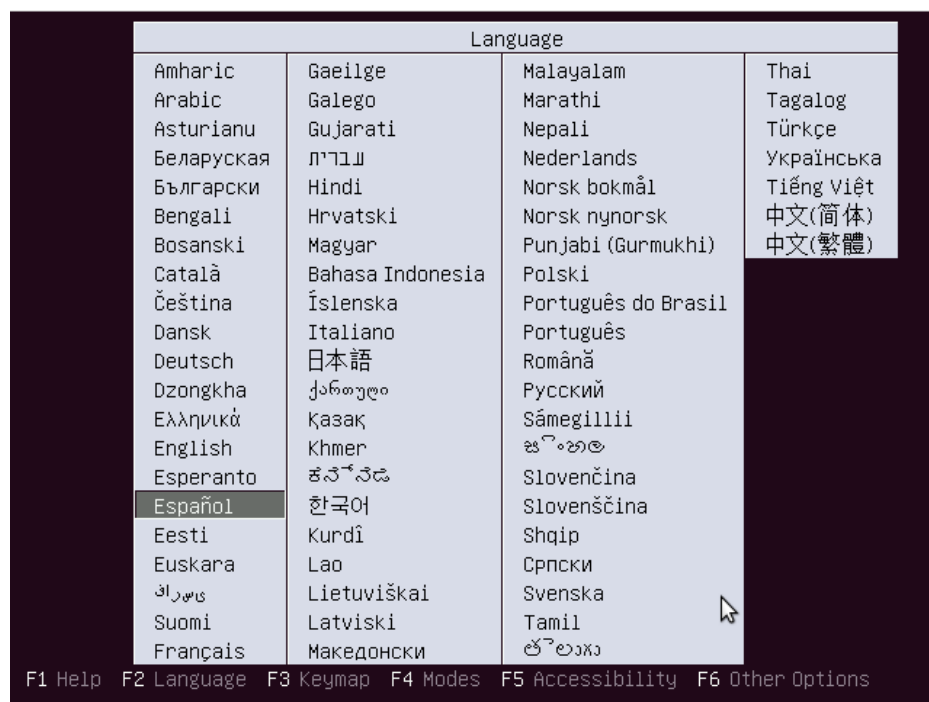 Language
Amharic
Arabic
Asturianu
Беларуская
Български
Bengali
Bosanski
Català
Čeština
Dansk
Deutsch
Dzongkha
Ελληνικά
English
Esperanto
Español
Eesti
Euskara
فارسی
Suomi
Français
Gaeilge
Galego
Gujarati
עברית
Hindi
Hrvatski
Magyar
Bahasa Indonesia
Íslenska
Italiano
日本語
ქართული
Қазақ
Khmer
ಕನ್ನಡ
한국어
Kurdî
Lao
Lietuviškai
Latviski
Македонски
Malayalam
Marathi
Nepali
Nederlands
Norsk bokmål
Norsk nynorsk
Punjabi (Gurmukhi)
Polski
Português do Brasil
Português
Română
Русский
Sámegillii
සිංහල
Slovenčina
Slovenščina
Shqip
Српски
Svenska
Tamil
తెలుగు
Thai
Tagalog
Türkçe
Українська
Tiếng Việt
中文(简体)
中文(繁體)
F1 Help F2 Language F3 Keymap F4 Modes F5 Accessibility F6 Other Options